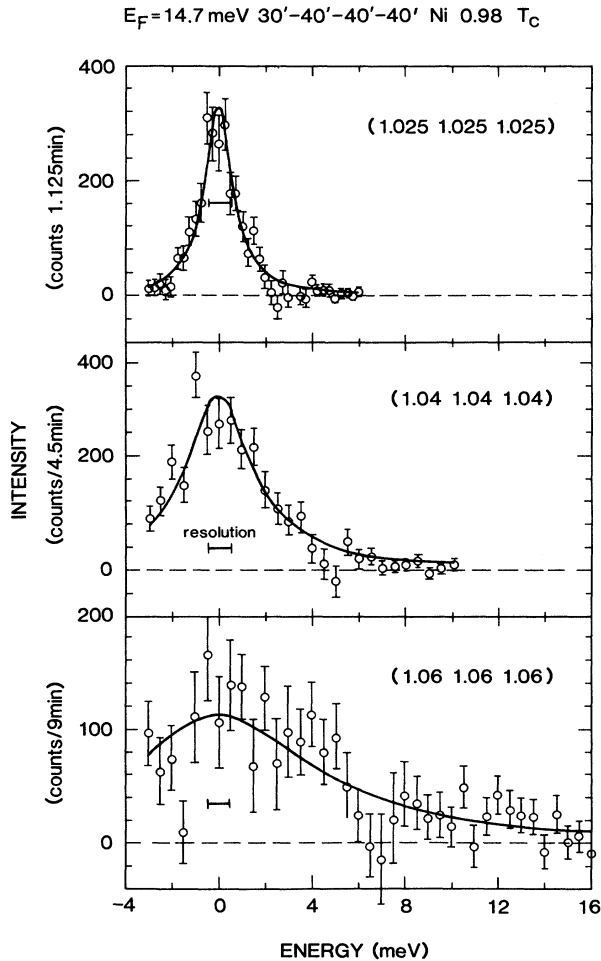 E_F = 14.7 meV 30′–40′–40′–40′ Ni 0.98 T_C
400
(1.025 1.025 1.025)
200
0
(counts 1.125min)
400
(1.04 1.04 1.04)
200
resolution
0
INTENSITY
(counts/4.5min)
200
(1.06 1.06 1.06)
100
0
(counts/9min)
−4 0 4 8 12 16
ENERGY (meV)